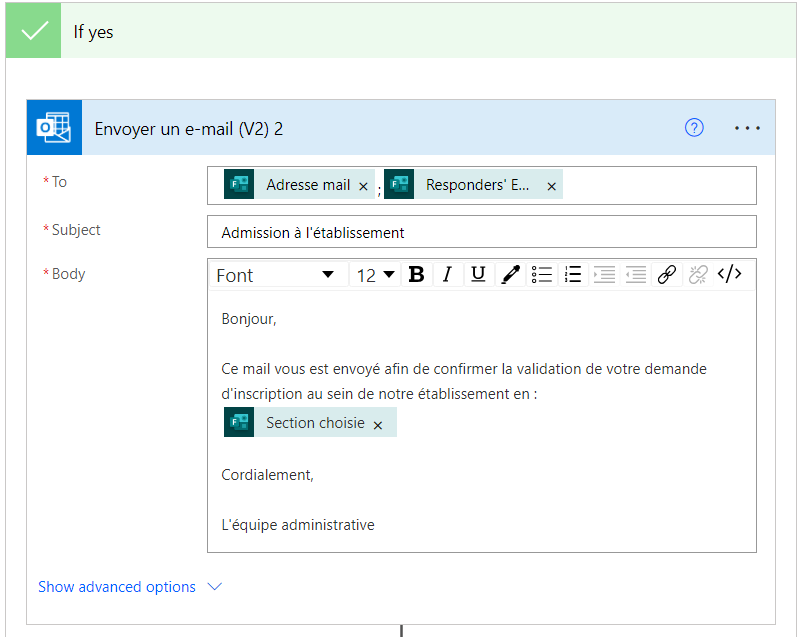 If yes
Envoyer un e-mail (V2) 2
* To
Adresse mail × ; Responders' E... ×
* Subject
Admission à l'établissement
* Body
Font 12 B I U </>
Bonjour,
Ce mail vous est envoyé afin de confirmer la validation de votre demande
d'inscription au sein de notre établissement en :
Section choisie ×
Cordialement,
L'équipe administrative
Show advanced options